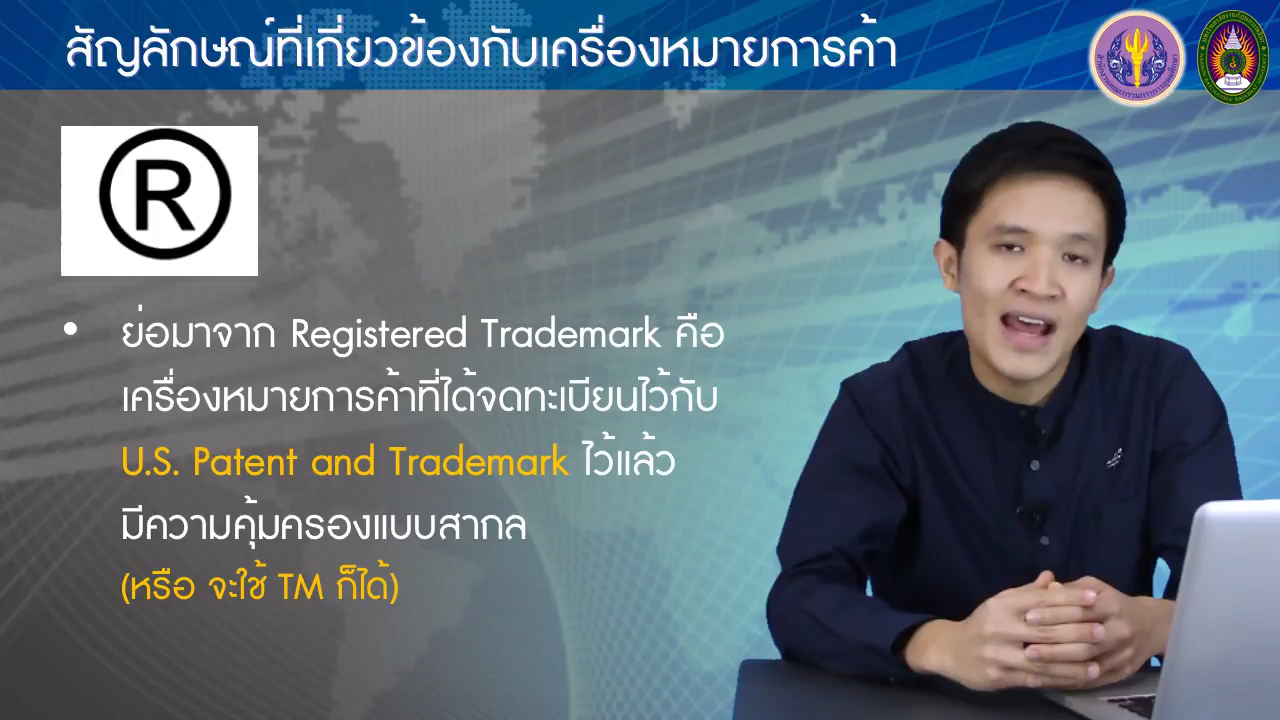 สัญลักษณ์ที่เกี่ยวข้องกับเครื่องหมายการค้า
®
• ย่อมาจาก Registered Trademark คือ
เครื่องหมายการค้าที่ได้จดทะเบียนไว้กับ
U.S. Patent and Trademark ไว้แล้ว
มีความคุ้มครองแบบสากล
(หรือ จะใช้ TM ก็ได้)